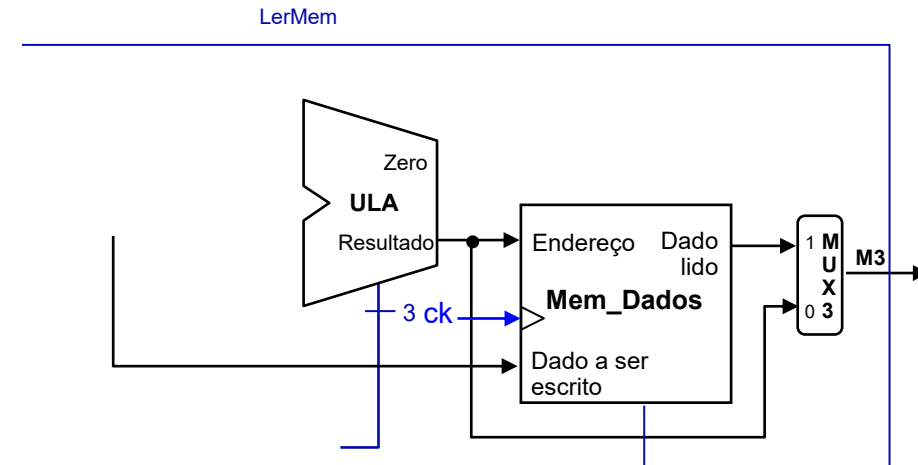 LerMem
Zero
ULA
Resultado
3 ck
Endereço
Dado
lido
Mem_Dados
Dado a ser
escrito
1 M
U
X
0 3
M3